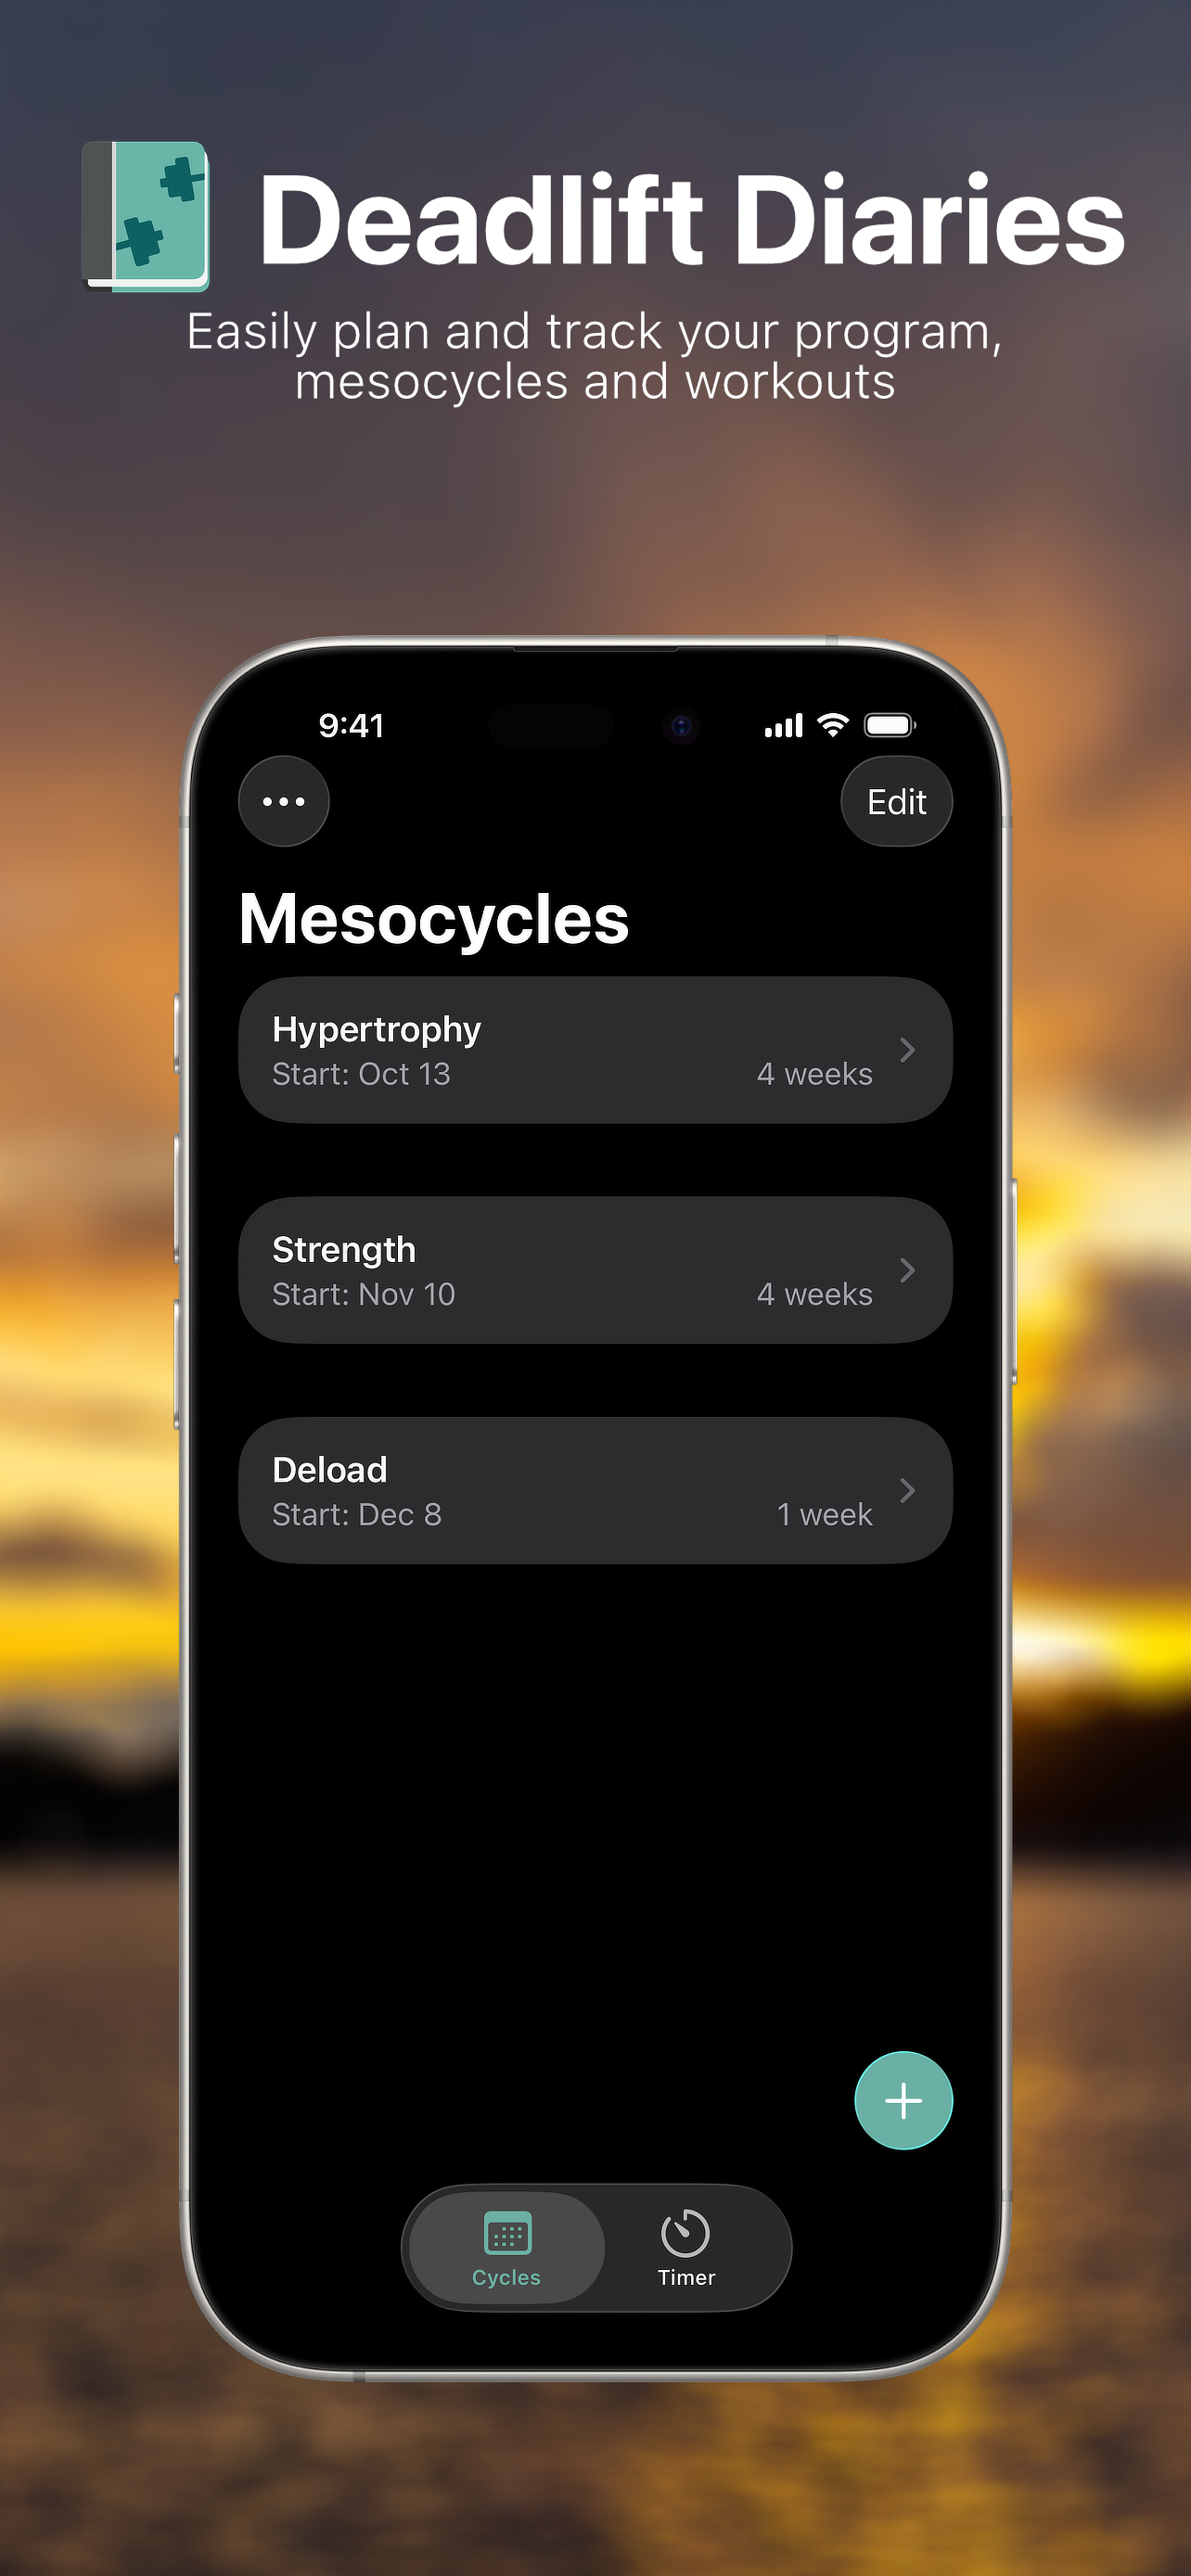 Deadlift Diaries
Easily plan and track your program,
mesocycles and workouts
9:41
Edit
Mesocycles
Hypertrophy
Start: Oct 13
4 weeks
Strength
Start: Nov 10
4 weeks
Deload
Start: Dec 8
1 week
Cycles
Timer